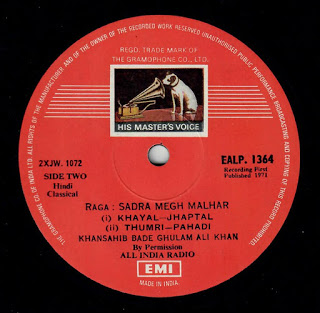 ALL RIGHTS OF THE MANUFACTURER AND OF THE OWNER OF THE RECORDED WORK RESERVED UNAUTHORISED PUBLIC PERFORMANCE BROADCASTING AND COPYING OF THIS RECORD PROHIBITED.
THE GRAMOPHONE CO. OF INDIA LTD.
REGD. TRADE MARK OF
THE GRAMOPHONE CO., LTD.
HIS MASTER'S VOICE
2XJW. 1072
SIDE TWO
Hindi
Classical
EALP. 1364
Recording First
Published 1971
RAGA : SADRA MEGH MALHAR
(i) KHAYAL—JHAPTAL
(ii) THUMRI—PAHADI
KHANSAHIB BADE GHULAM ALI KHAN
By Permission
ALL INDIA RADIO
EMI
MADE IN INDIA.